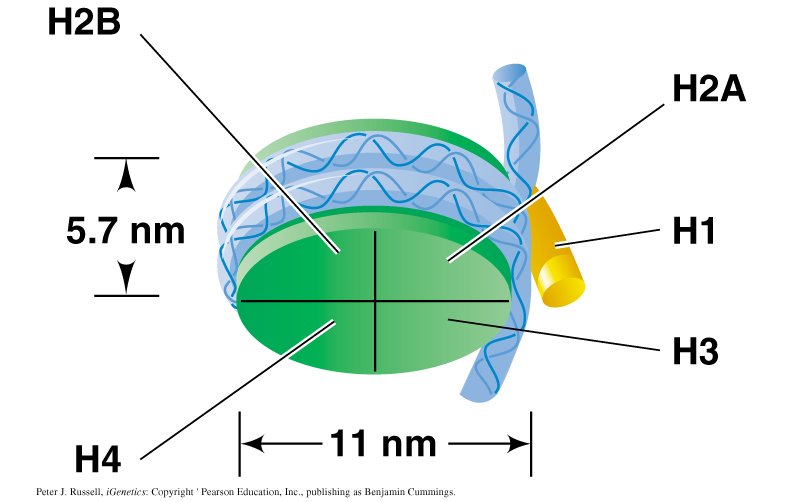 H2B
H2A
5.7 nm
H1
H3
11 nm
H4
Peter J. Russell, iGenetics: Copyright ' Pearson Education, Inc., publishing as Benjamin Cummings.